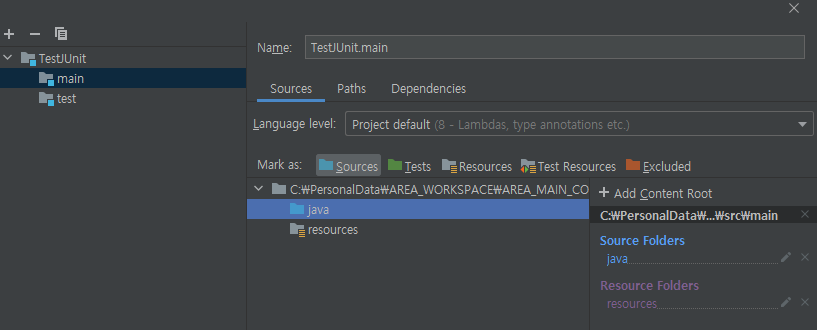 TestJUnit
main
test
Name: TestJUnit.main
Sources Paths Dependencies
Language level: Project default (8 - Lambdas, type annotations etc.)
Mark as: Sources Tests Resources Test Resources Excluded
C:₩PersonalData₩AREA_WORKSPACE₩AREA_MAIN_CO
java
resources
+ Add Content Root
C:₩PersonalData₩...₩src₩main
Source Folders
java
Resource Folders
resources